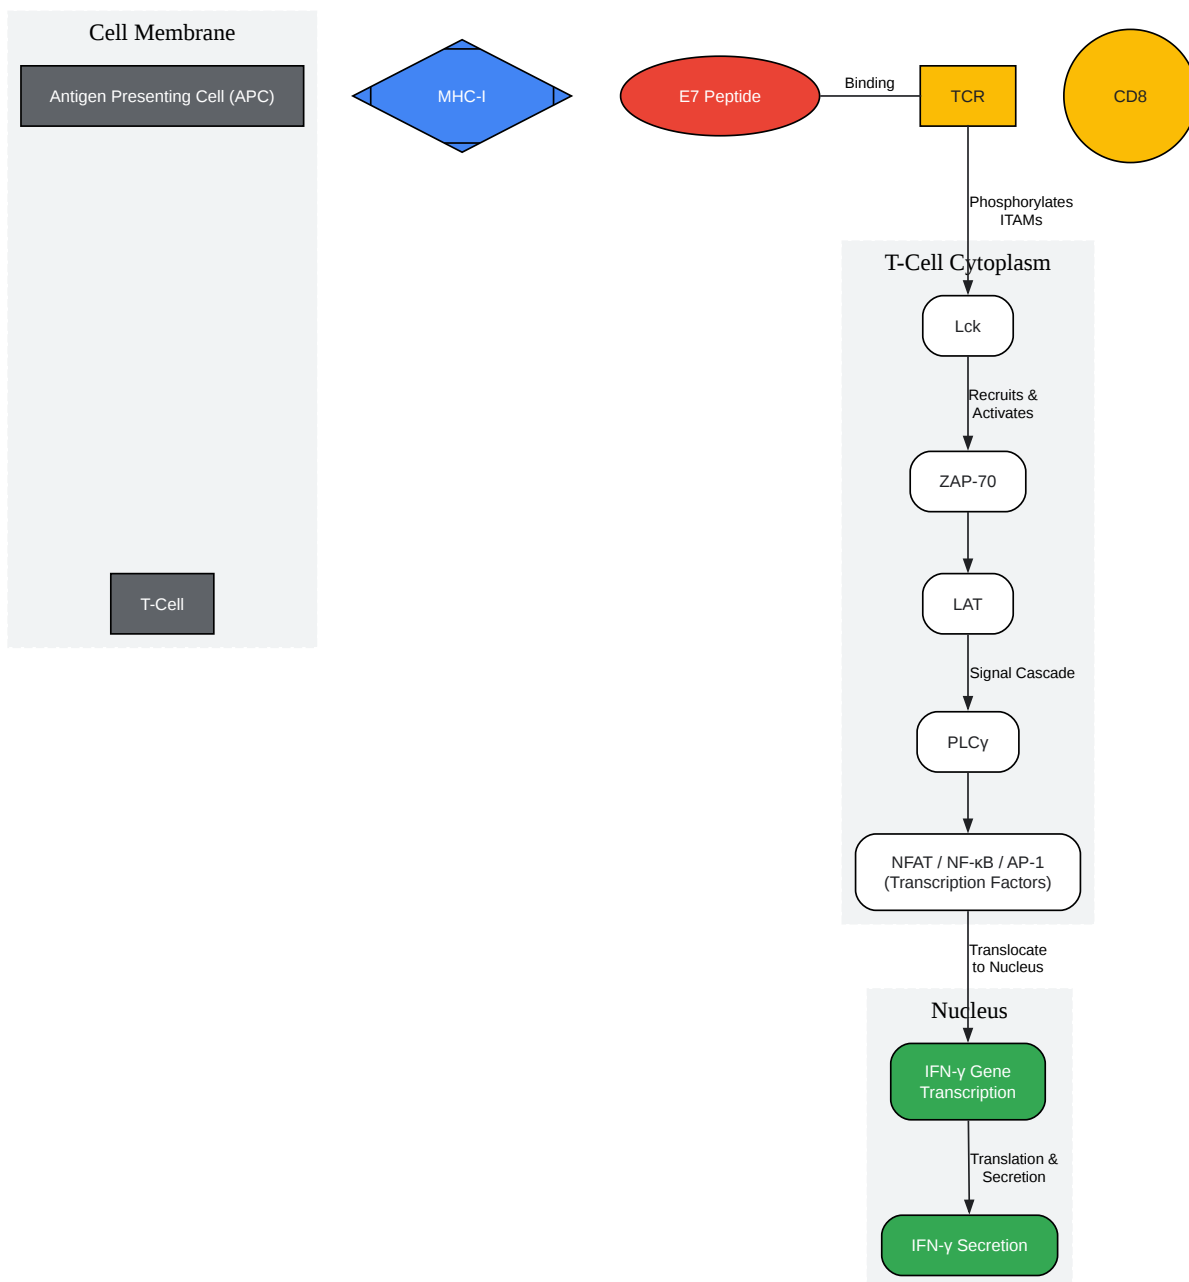 Cell Membrane
Antigen Presenting Cell (APC)
MHC-I
E7 Peptide
Binding
TCR
CD8
Phosphorylates
ITAMs
T-Cell Cytoplasm
Lck
Recruits &
Activates
ZAP-70
T-Cell
LAT
Signal Cascade
PLCγ
NFAT / NF-κB / AP-1
(Transcription Factors)
Translocate
to Nucleus
Nucleus
IFN-γ Gene
Transcription
Translation &
Secretion
IFN-γ Secretion